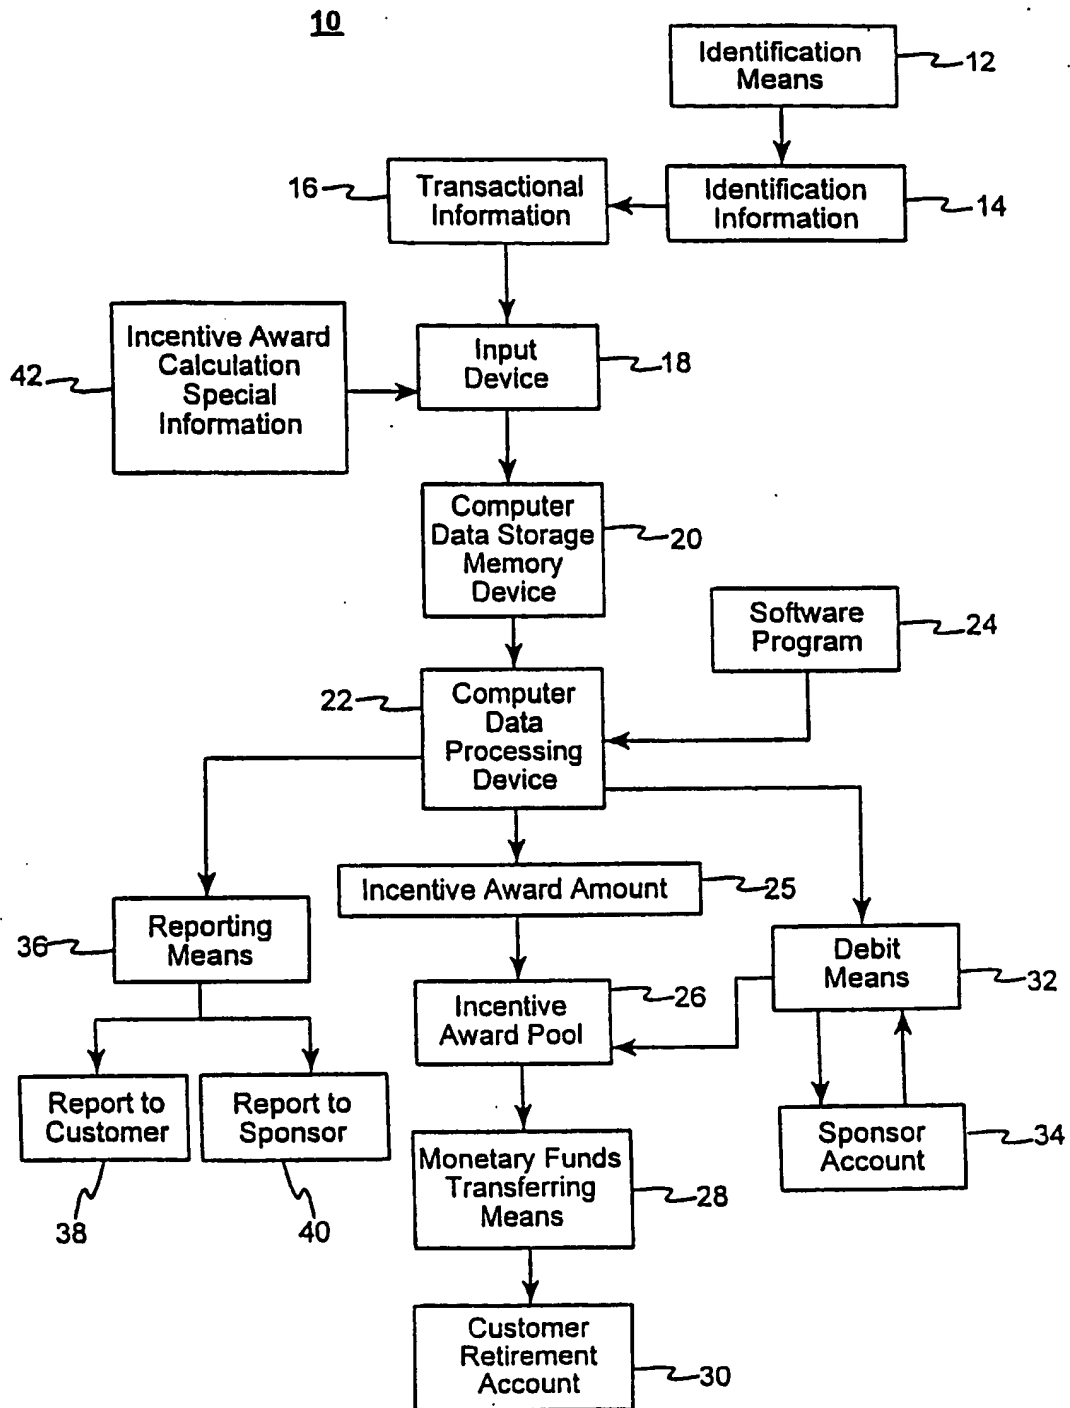 10
Identification
Means
12
Identification
Information
14
16
Transactional
Information
42
Incentive Award
Calculation
Special
Information
Input
Device
18
Computer
Data Storage
Memory
Device
20
Software
Program
24
22
Computer
Data
Processing
Device
Incentive Award Amount
25
36
Reporting
Means
Incentive
Award Pool
26
Debit
Means
32
Report to
Customer
38
Report to
Sponsor
40
Monetary Funds
Transferring
Means
28
Sponsor
Account
34
Customer
Retirement
Account
30